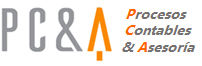 PC&A
Procesos
Contables
& Asesoría